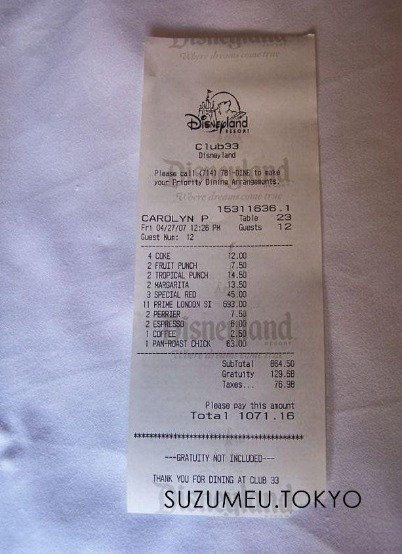 Disneyland
Where dreams come true
Disneyland
RESORT
Club33
Disneyland
Please call (714) 781-DINE to make
your Priority Dining Arrangements.
15311636.1
CAROLYN P Table 23
Fri 04/27/07 12:26 PM Guests 12
Guest Num: 12
4 COKE 12.00
2 FRUIT PUNCH 7.50
2 TROPICAL PUNCH 14.50
2 MARGARITA 13.50
3 SPECIAL RED 45.00
11 PRIME LONDON SI 693.00
2 PERRIER 7.50
2 ESPRESSO 6.00
1 COFFEE 2.50
1 PAN-ROAST CHICK 63.00
SubTotal 864.50
Gratuity 129.68
Taxes... 76.98
Please pay this amount
Total 1071.16
****************************************
---GRATUITY NOT INCLUDED---
THANK YOU FOR DINING AT CLUB 33
SUZUMEU.TOKYO